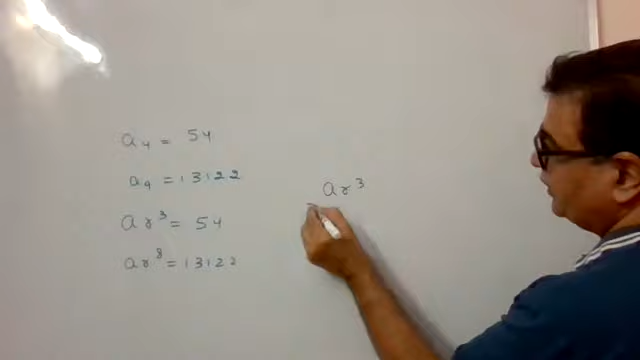 a₄ = 54
a₉ = 13122
ar³ = 54
ar⁸ = 13122
ar³